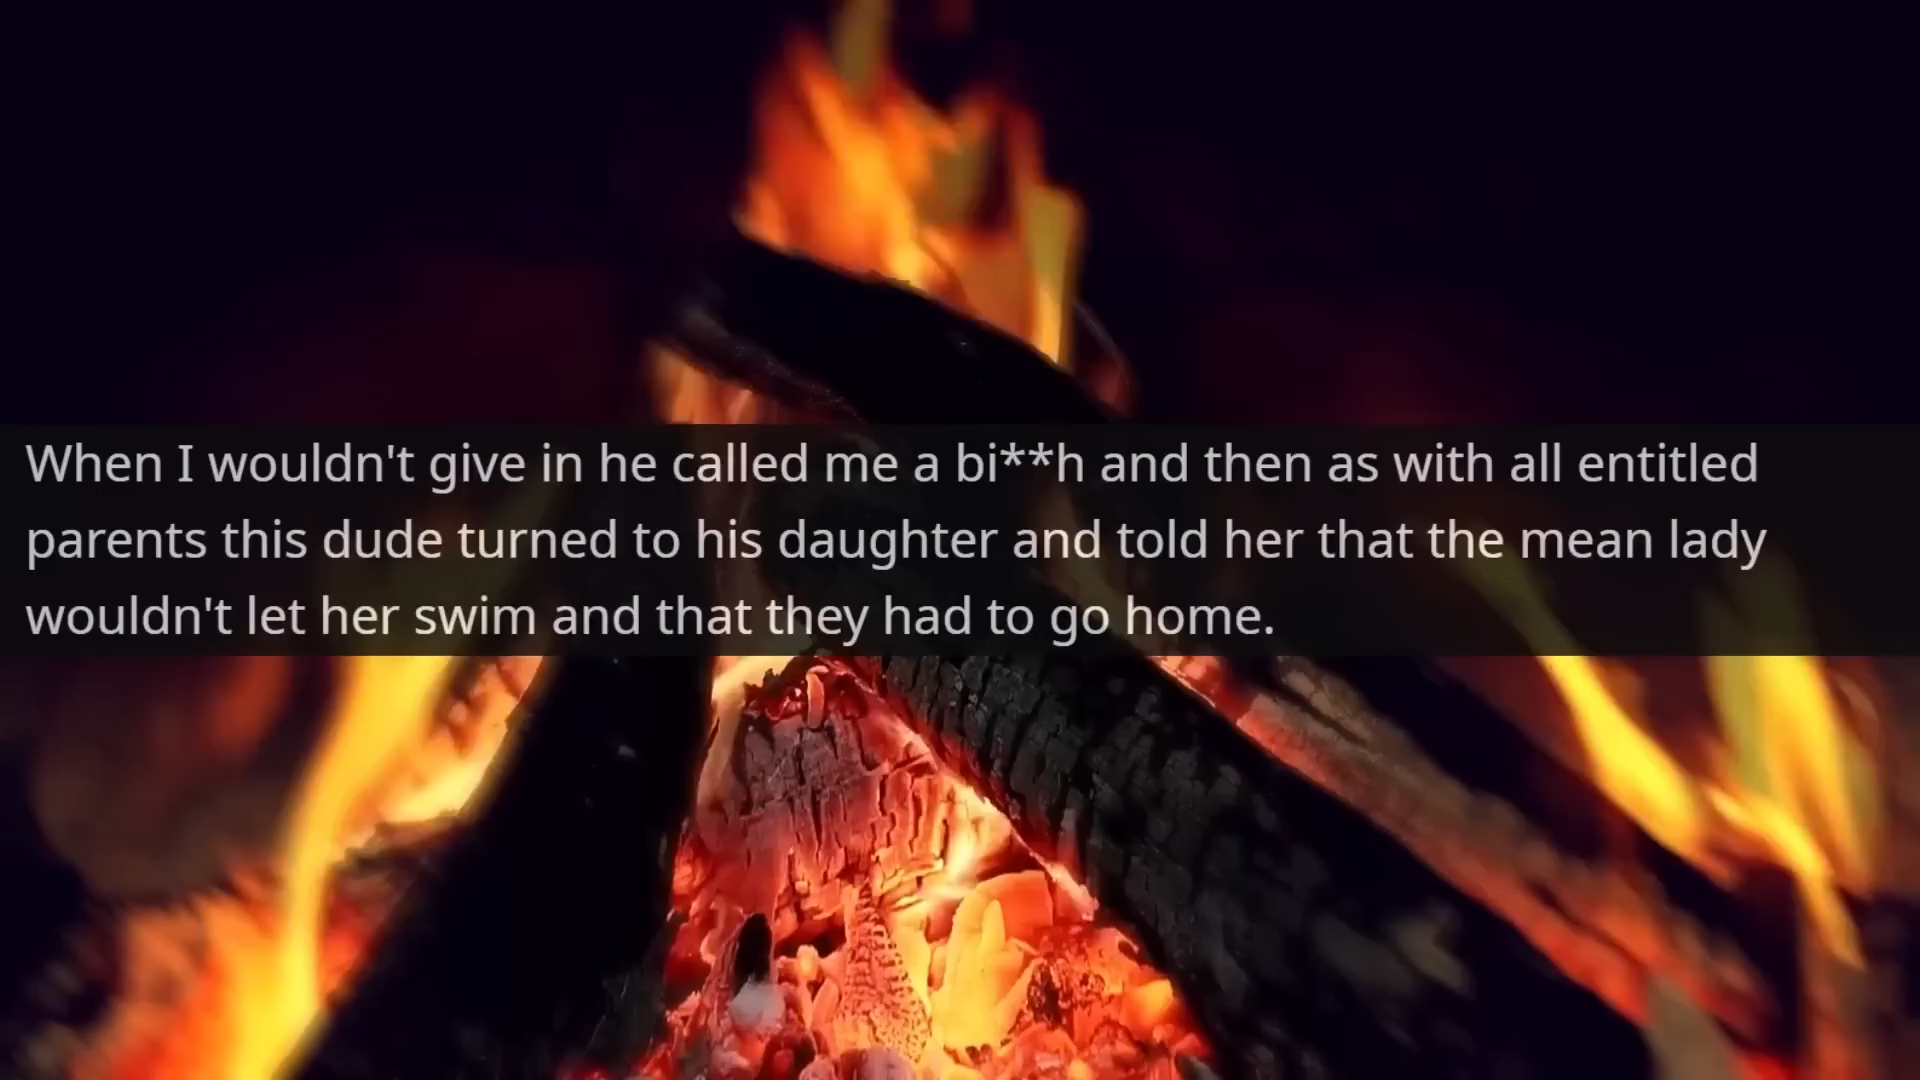 When I wouldn't give in he called me a bi**h and then as with all entitled
parents this dude turned to his daughter and told her that the mean lady
wouldn't let her swim and that they had to go home.